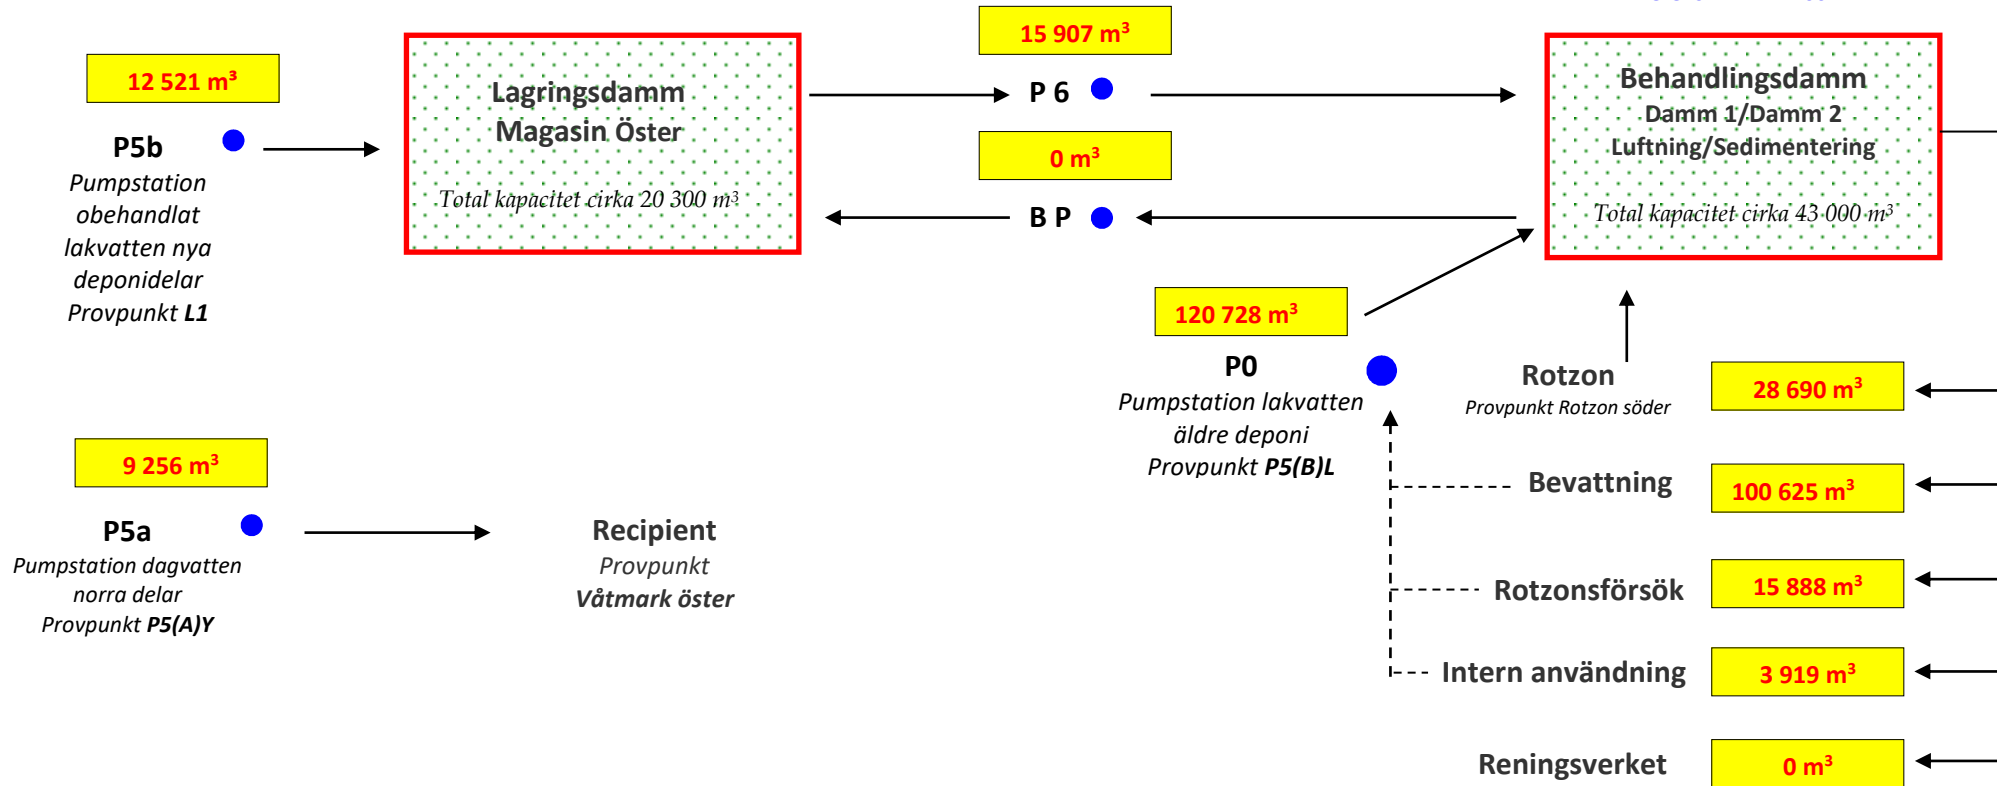 12 521 m³
P5b
Pumpstation
obehandlat
lakvatten nya
deponidelar
Provpunkt L1
Lagringsdamm
Magasin Öster
Total kapacitet cirka 20 300 m³
15 907 m³
P 6
0 m³
B P
Behandlingsdamm
Damm 1/Damm 2
Luftning/Sedimentering
Total kapacitet cirka 43 000 m³
120 728 m³
P0
Pumpstation lakvatten
äldre deponi
Provpunkt P5(B)L
9 256 m³
P5a
Pumpstation dagvatten
norra delar
Provpunkt P5(A)Y
Recipient
Provpunkt
Våtmark öster
Rotzon
Provpunkt Rotzon söder
28 690 m³
Bevattning
100 625 m³
Rotzonsförsök
15 888 m³
Intern användning
3 919 m³
Reningsverket
0 m³